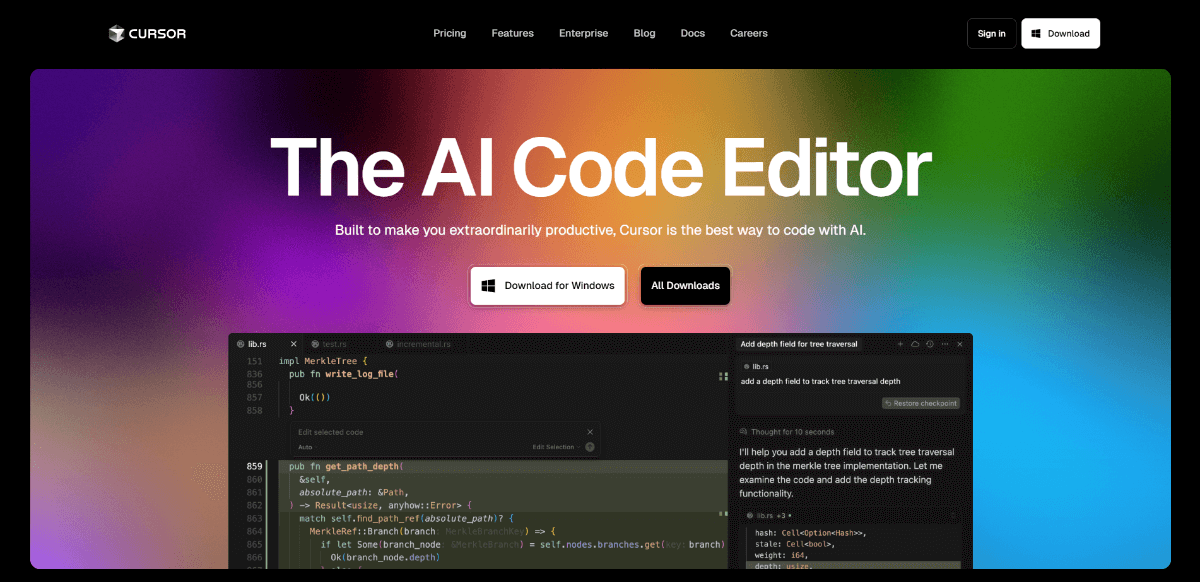 CURSOR
Pricing Features Enterprise Blog Docs Careers
Sign in
Download
The AI Code Editor
Built to make you extraordinarily productive, Cursor is the best way to code with AI.
Download for Windows
All Downloads
lib.rs
test.rs
incremental.rs
151 impl MerkleTree {
836 pub fn write_log_file(
856
857 Ok(())
858 }
Edit selected code
Auto
Edit Selection
859 pub fn get_path_depth(
860 &self,
861 absolute_path: &Path,
862 ) -> Result<usize, anyhow::Error> {
863 match self.find_path_ref(absolute_path)? {
864 MerkleRef::Branch(branch: MerkleBranchKey) => {
865 if let Some(branch_node: &MerkleBranch) = self.nodes.branches.get(key: branch)
866 Ok(branch_node.depth)
867 } else {
Add depth field for tree traversal
lib.rs
add a depth field to track tree traversal depth
Restore checkpoint
Thought for 10 seconds
I'll help you add a depth field to track tree traversal
depth in the merkle tree implementation. Let me
examine the code and add the depth tracking
functionality.
lib.rs +3
hash: Cell<Option<Hash>>,
stale: Cell<bool>,
weight: i64,
depth: usize,